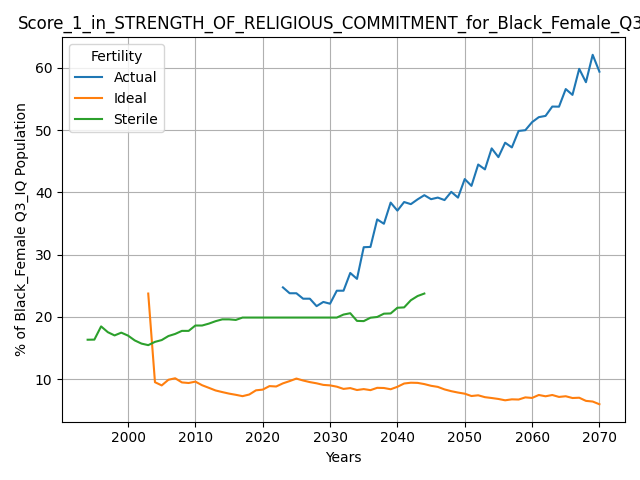 Score_1_in_STRENGTH_OF_RELIGIOUS_COMMITMENT_for_Black_Female_Q3
Fertility
Actual
Ideal
Sterile
% of Black_Female Q3_IQ Population
60
50
40
30
20
10
2000 2010 2020 2030 2040 2050 2060 2070
Years